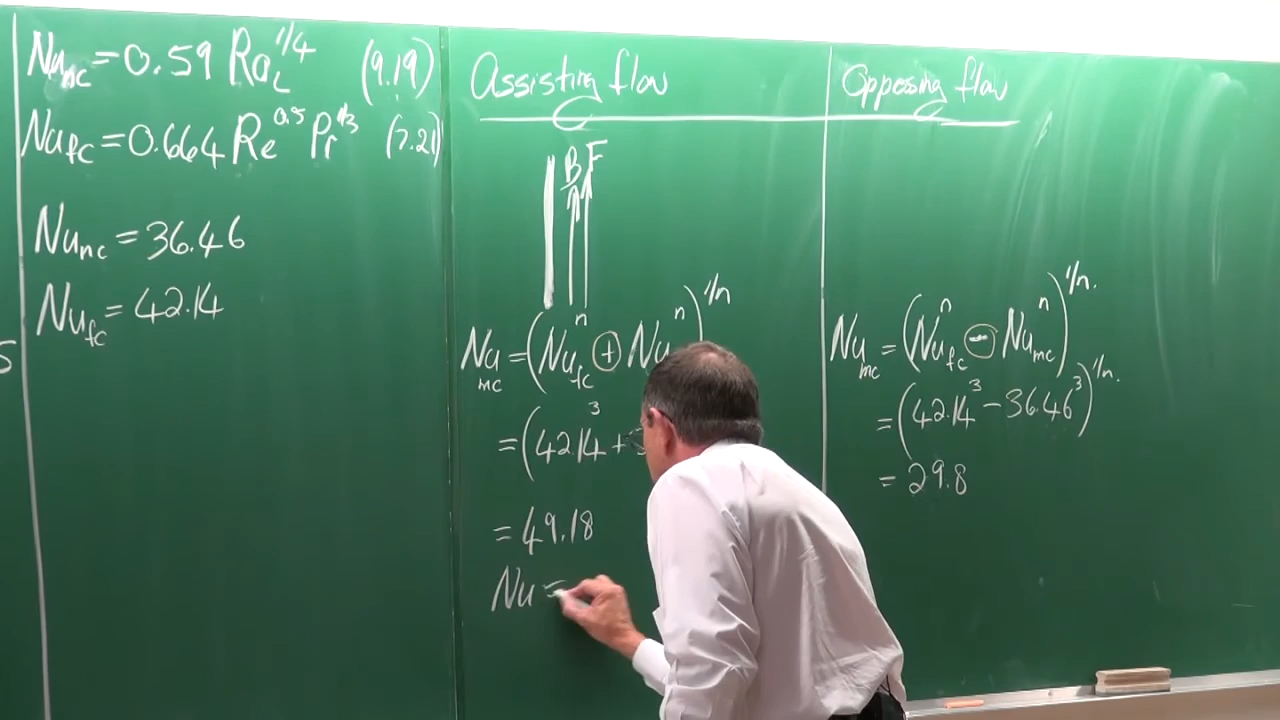 Nu_nc = 0.59 Ra_L^1/4 (9.19)
Nu_fc = 0.664 Re^0.5 Pr^1/3 (7.21)
Nu_nc = 36.46
Nu_fc = 42.14
5
Assisting flow
B F
Nu_mc = (Nu_fc^n + Nu^n)^1/n
= (42.14^3 +
= 49.18
Nu =
Opposing flow
Nu_mc = (Nu_fc^n - Nu_mc^n)^1/n.
= (42.14^3 - 36.46^3)^1/n.
= 29.8